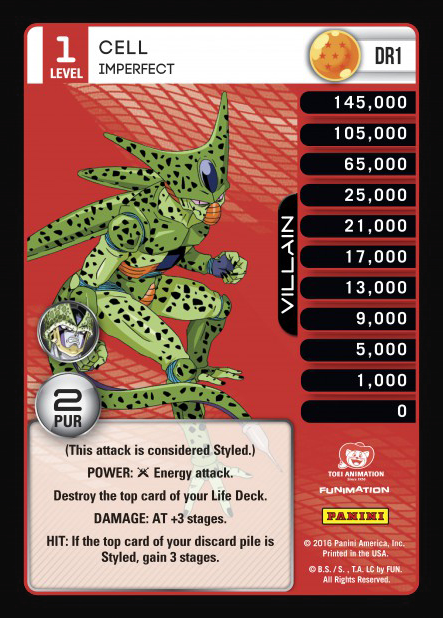 1
LEVEL
CELL
IMPERFECT
DR1
145,000
105,000
65,000
25,000
21,000
17,000
13,000
9,000
5,000
1,000
0
VILLAIN
2
PUR
(This attack is considered Styled.)
POWER: Energy attack.
Destroy the top card of your Life Deck.
DAMAGE: AT +3 stages.
HIT: If the top card of your discard pile is
Styled, gain 3 stages.
TOEI ANIMATION
Since 1956
FUNIMATION
PANINI
© 2016 Panini America, Inc.
Printed in the USA.
© B.S. / S. , T.A. LC by FUN.
All Rights Reserved.